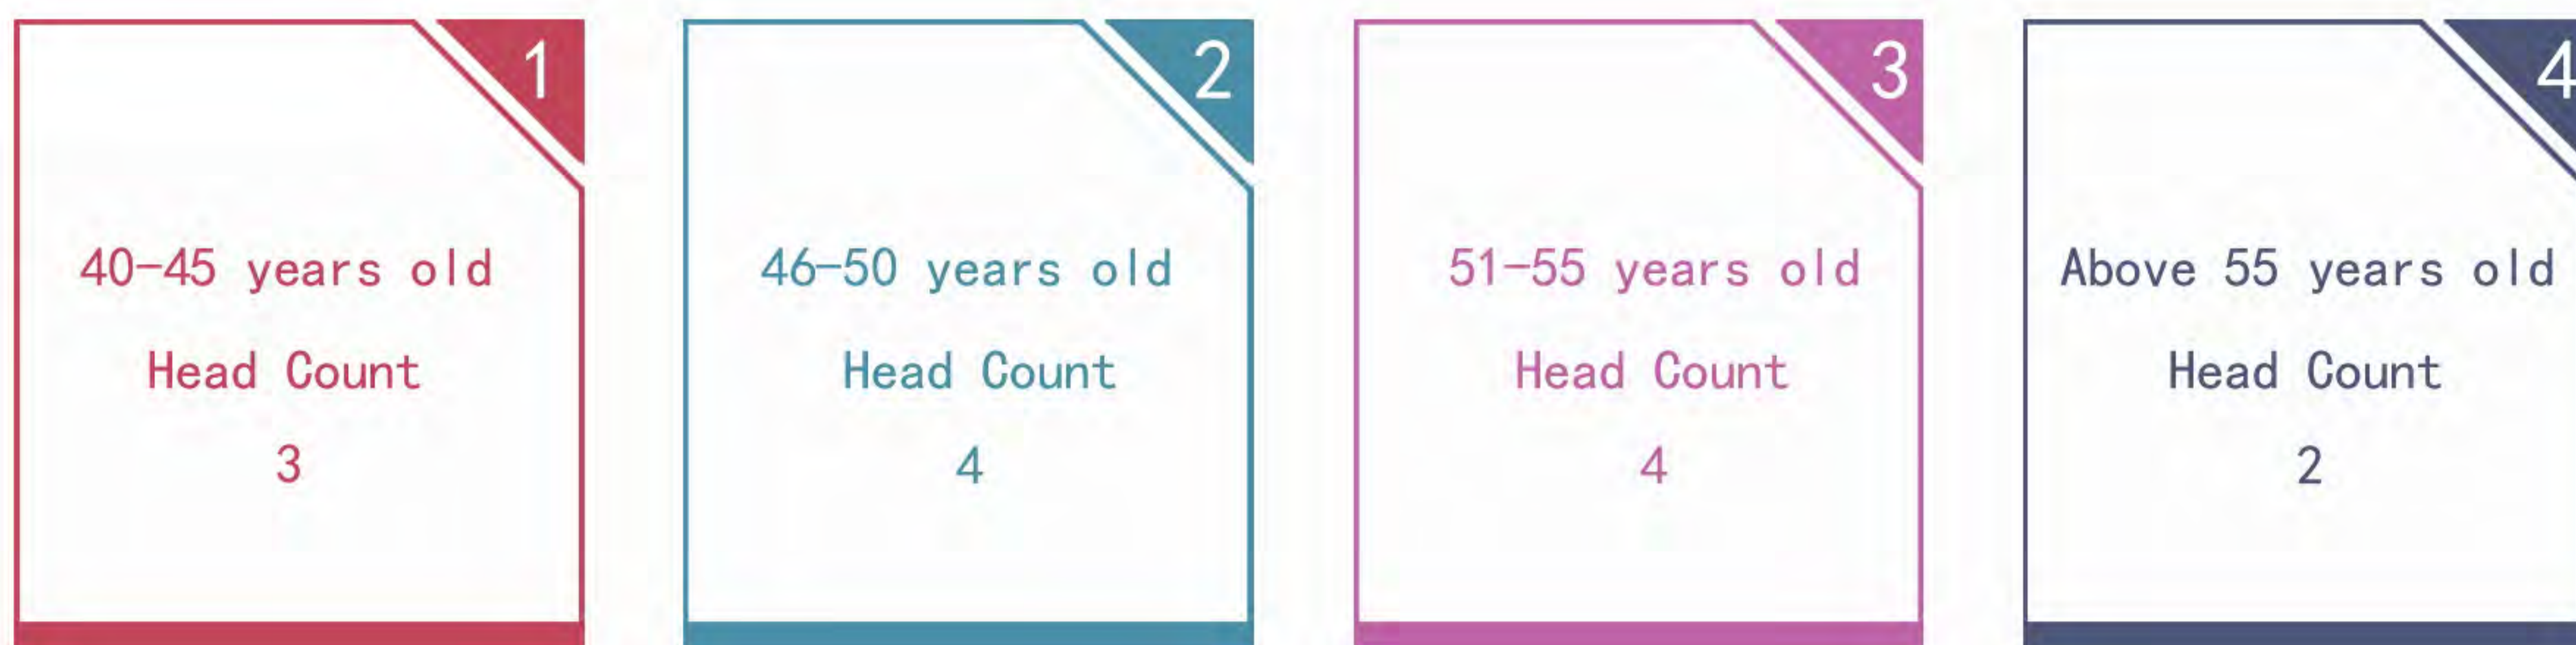 1
40-45 years old
Head Count
3
2
46-50 years old
Head Count
4
3
51-55 years old
Head Count
4
4
Above 55 years old
Head Count
2